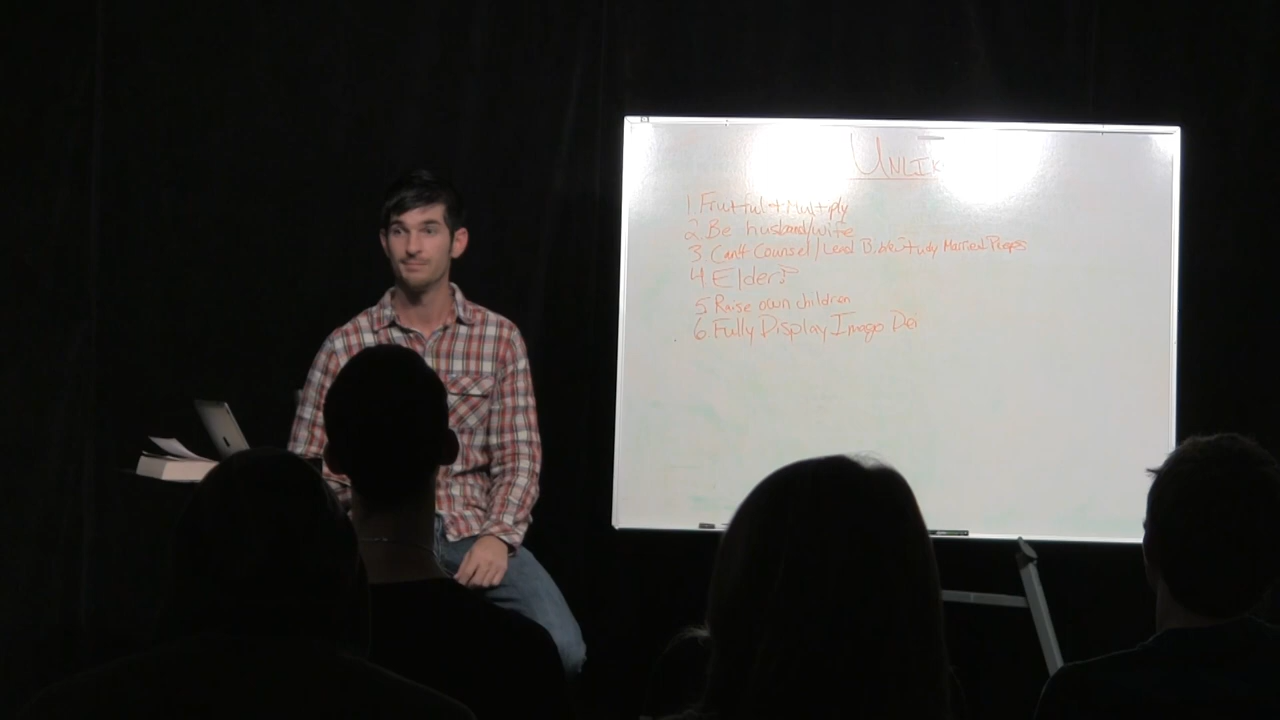 UNLIK
1. Fruitful + Multiply
2. Be husband/wife
3. Can't Counsel/Lead Bible Study Married Peeps
4. Elder?
5 Raise own children
6. Fully Display Imago Dei